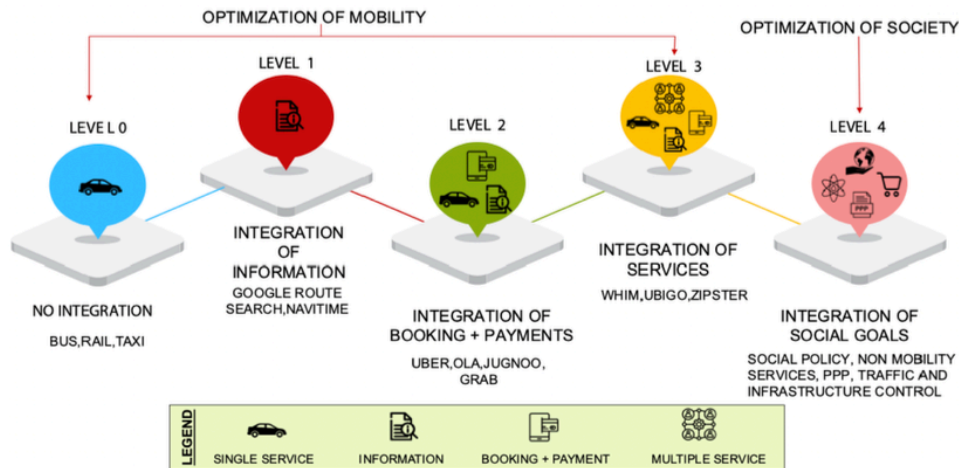 OPTIMIZATION OF MOBILITY
OPTIMIZATION OF SOCIETY
LEVEL 0
NO INTEGRATION
BUS,RAIL,TAXI
LEVEL 1
INTEGRATION
OF
INFORMATION
GOOGLE ROUTE
SEARCH,NAVITIME
LEVEL 2
INTEGRATION OF
BOOKING + PAYMENTS
UBER,OLA,JUGNOO,
GRAB
LEVEL 3
INTEGRATION OF
SERVICES
WHIM,UBIGO,ZIPSTER
LEVEL 4
PPP
INTEGRATION OF
SOCIAL GOALS
SOCIAL POLICY, NON MOBILITY
SERVICES, PPP, TRAFFIC AND
INFRASTRUCTURE CONTROL
LEGEND
SINGLE SERVICE
INFORMATION
BOOKING + PAYMENT
MULTIPLE SERVICE